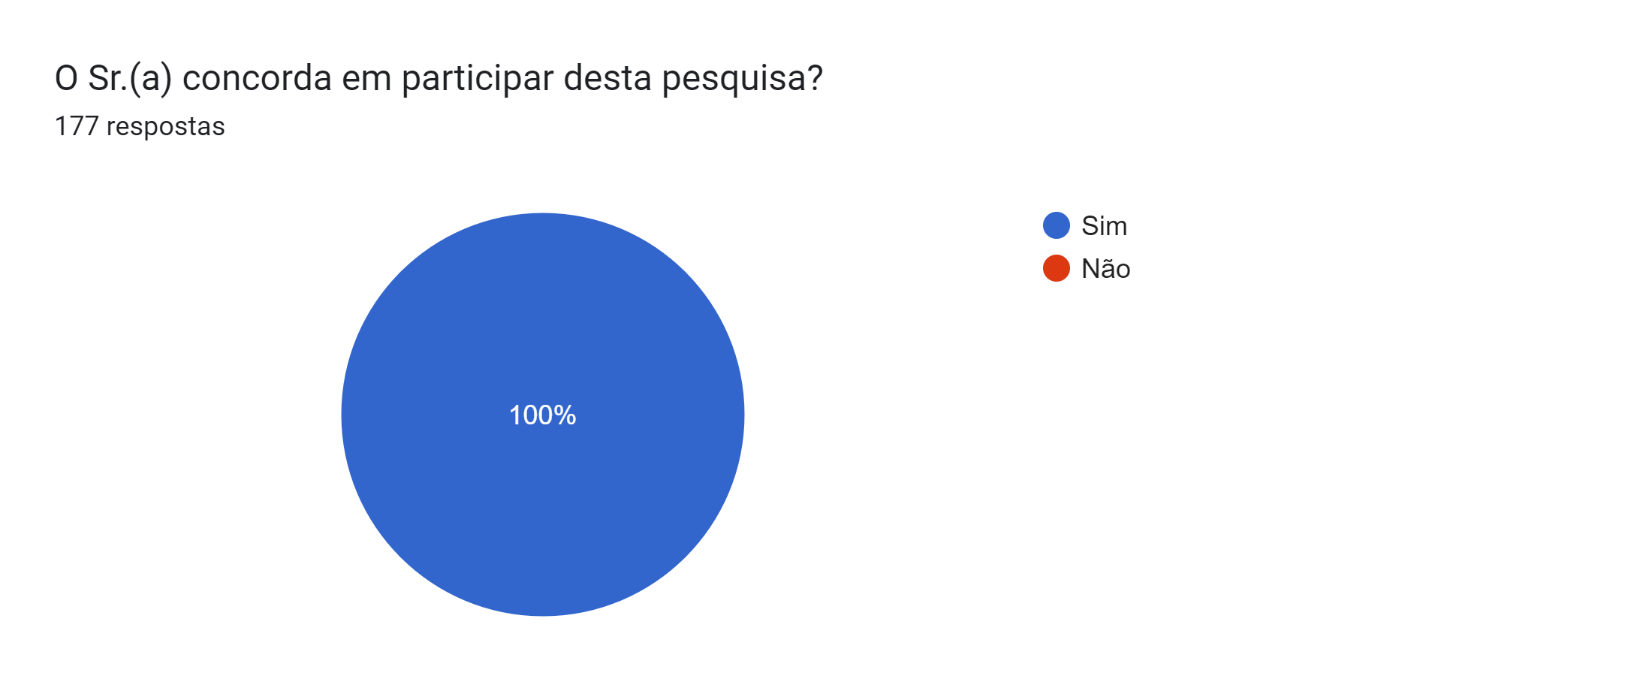 O Sr.(a) concorda em participar desta pesquisa?
177 respostas
Sim
Não
100%